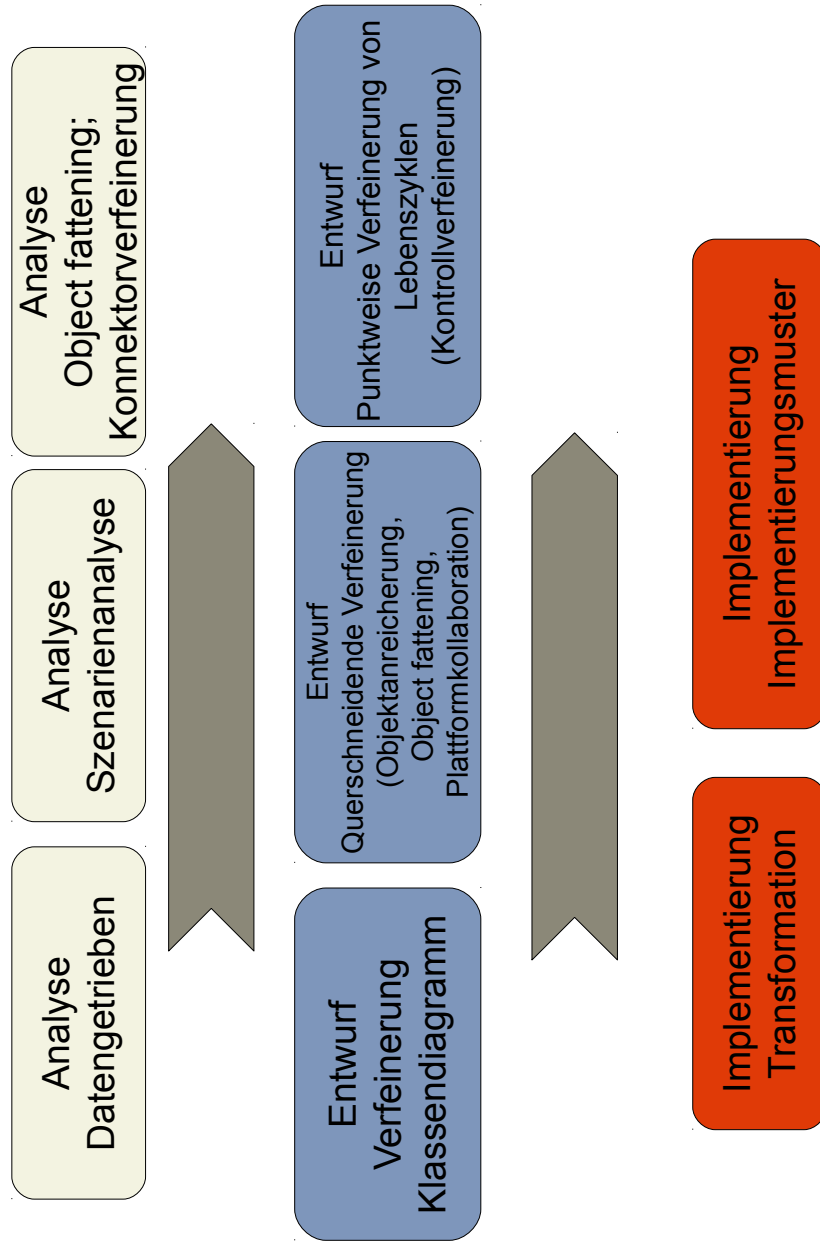 Analyse
Datengetrieben
Analyse
Szenarienanalyse
Analyse
Object fattening;
Konnektorverfeinerung
Entwurf
Verfeinerung
Klassendiagramm
Entwurf
Querschneidende Verfeinerung
(Objektanreicherung,
Object fattening,
Plattformkollaboration)
Entwurf
Punktweise Verfeinerung von
Lebenszyklen
(Kontrollverfeinerung)
Implementierung
Transformation
Implementierung
Implementierungsmuster